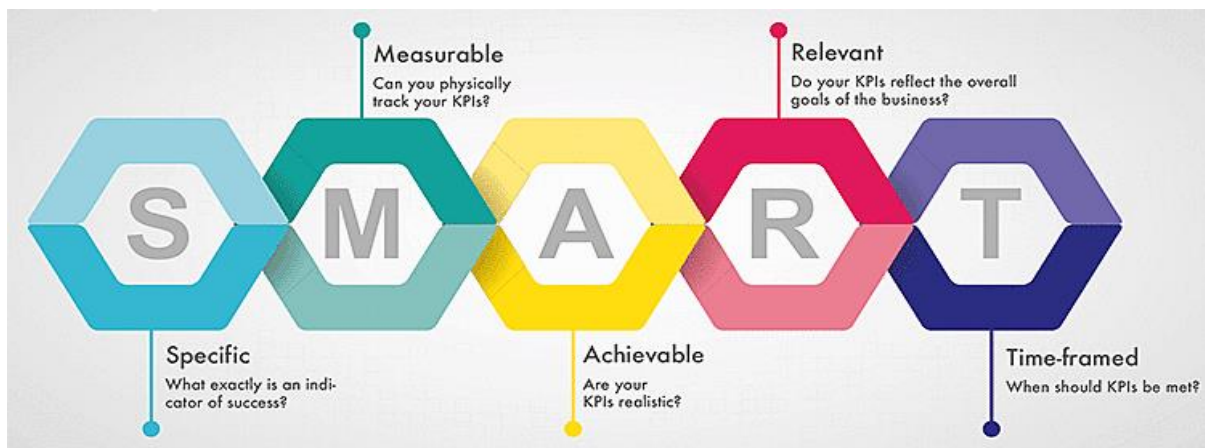 Measurable
Can you physically
track your KPIs?
Relevant
Do your KPIs reflect the overall
goals of the business?
S M A R T
Specific
What exactly is an indi-
cator of success?
Achievable
Are your
KPIs realistic?
Time-framed
When should KPIs be met?